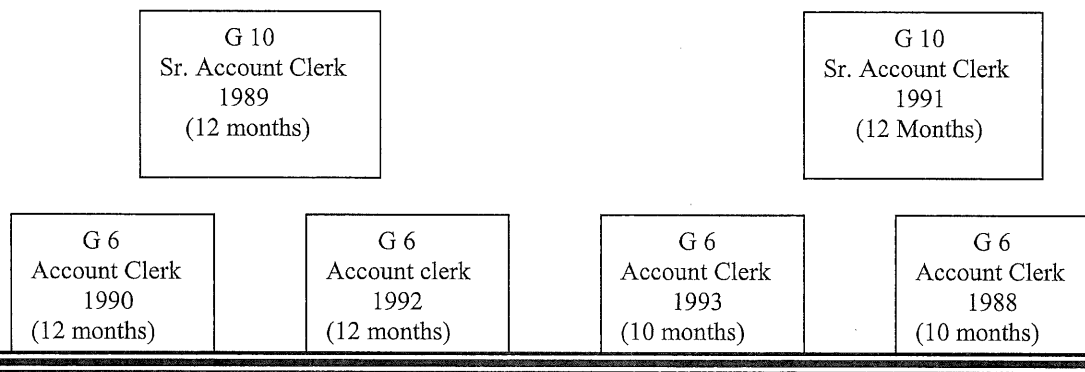 G 10
Sr. Account Clerk
1989
(12 months)
G 10
Sr. Account Clerk
1991
(12 Months)
G 6
Account Clerk
1990
(12 months)
G 6
Account clerk
1992
(12 months)
G 6
Account Clerk
1993
(10 months)
G 6
Account Clerk
1988
(10 months)